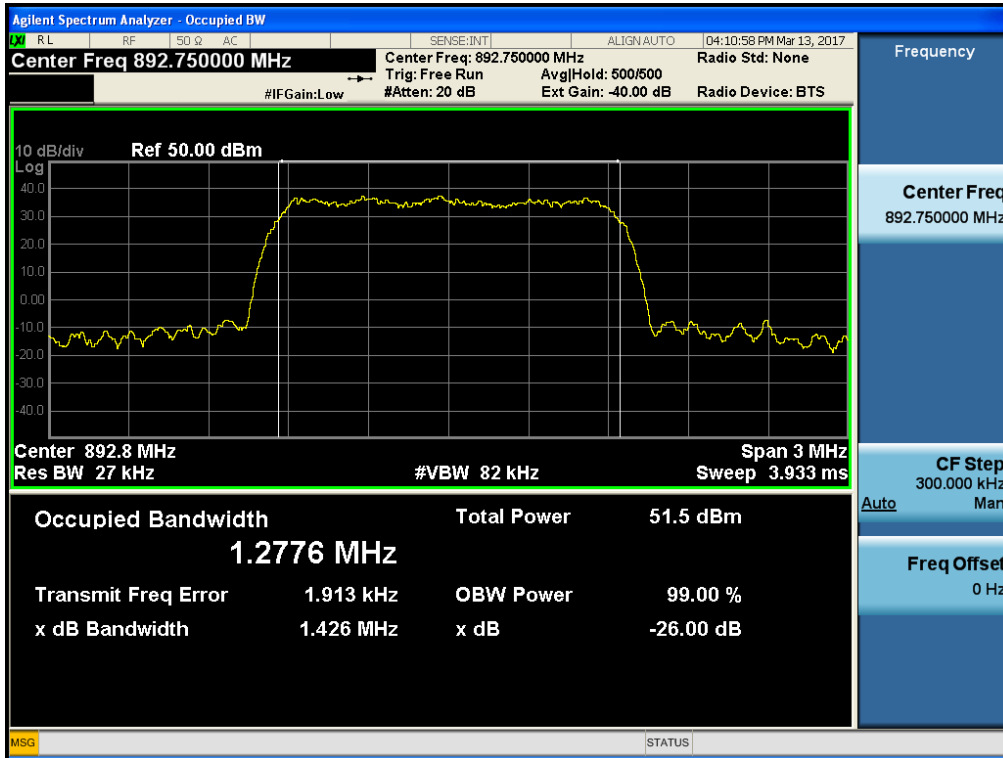 Agilent Spectrum Analyzer - Occupied BW
LXI RL RF 50 Ω AC SENSE:INT ALIGN AUTO 04:10:58 PM Mar 13, 2017
Center Freq 892.750000 MHz
Center Freq: 892.750000 MHz Radio Std: None
Trig: Free Run Avg|Hold: 500/500
#IFGain:Low #Atten: 20 dB Ext Gain: -40.00 dB Radio Device: BTS
10 dB/div Ref 50.00 dBm
Log
40.0
30.0
20.0
10.0
0.00
-10.0
-20.0
-30.0
-40.0
Center 892.8 MHz Span 3 MHz
Res BW 27 kHz #VBW 82 kHz Sweep 3.933 ms
Occupied Bandwidth Total Power 51.5 dBm
1.2776 MHz
Transmit Freq Error 1.913 kHz OBW Power 99.00 %
x dB Bandwidth 1.426 MHz x dB -26.00 dB
MSG STATUS
Frequency
Center Freq
892.750000 MHz
CF Step
300.000 kHz
Auto Man
Freq Offset
0 Hz